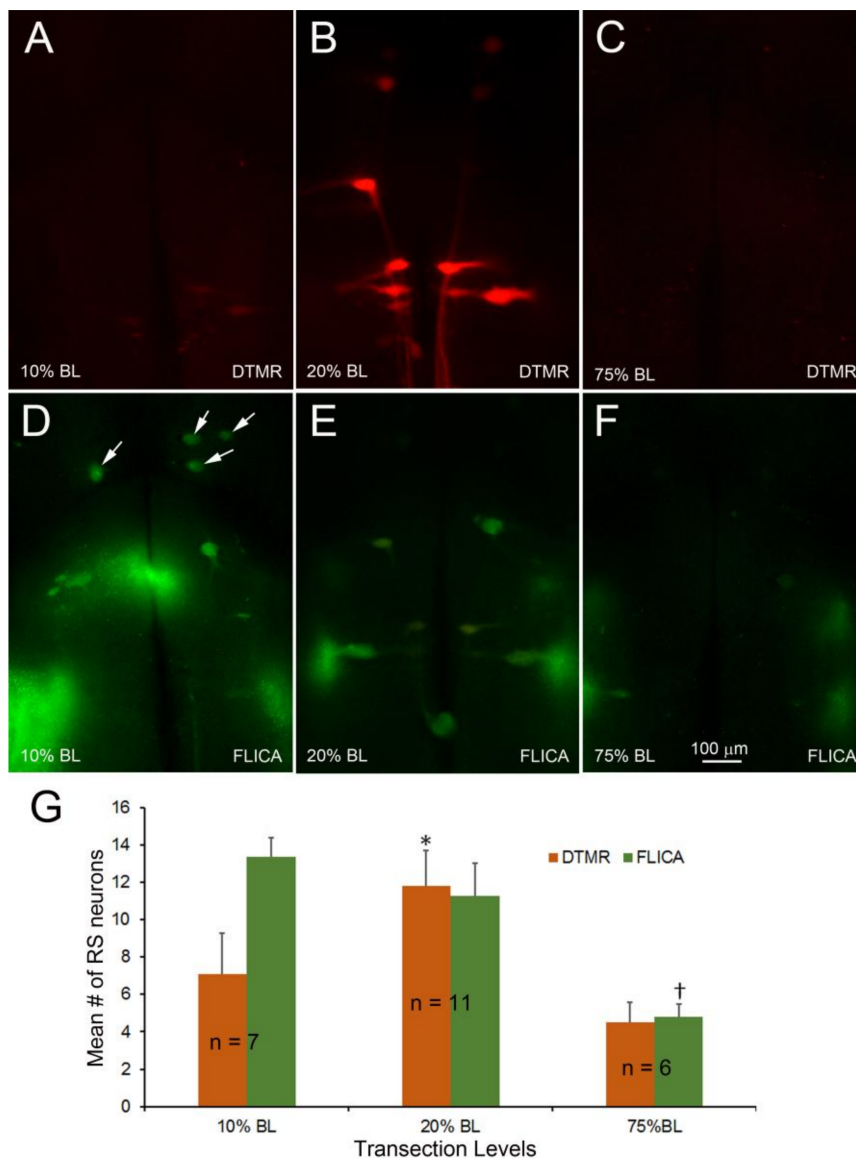 A
B
C
10% BL
DTMR
20% BL
DTMR
75% BL
DTMR
D
E
F
10% BL
FLICA
20% BL
FLICA
75% BL
100 μm
FLICA
G
16
14
12
10
8
6
4
2
0
Mean # of RS neurons
*
†
DTMR
FLICA
n = 7
n = 11
n = 6
10% BL
20% BL
75%BL
Transection Levels